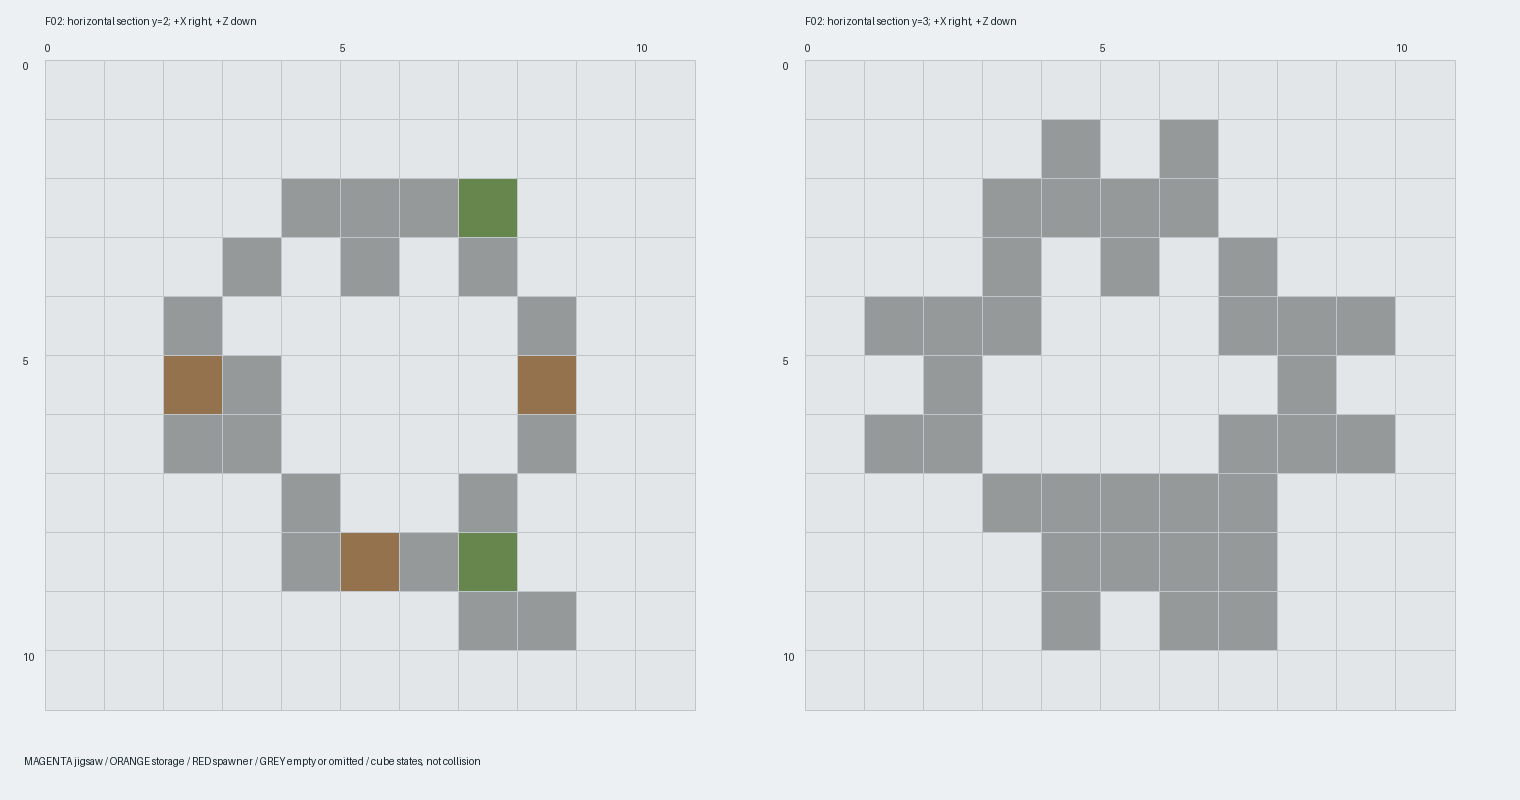 F02: horizontal section y=2; +X right, +Z down
0 5 10
0
5
10
F02: horizontal section y=3; +X right, +Z down
0 5 10
0
5
10
MAGENTA jigsaw / ORANGE storage / RED spawner / GREY empty or omitted / cube states, not collision